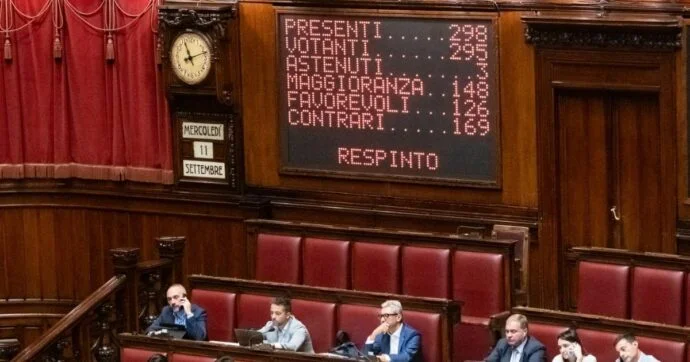 PRESENTI..... 298
VOTANTI...... 295
ASTENUTI..... 3
MAGGIORANZA.. 148
FAVOREVOLI... 126
CONTRARI..... 169
RESPINTO
MERCOLEDÌ
11
SETTEMBRE